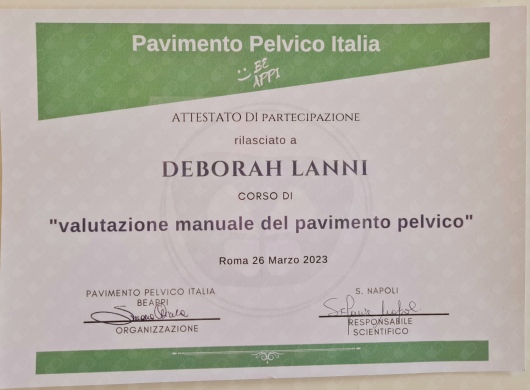 Pavimento Pelvico Italia
:) BE
APPI
ATTESTATO DI PARTECIPAZIONE
rilasciato a
DEBORAH LANNI
CORSO DI
"valutazione manuale del pavimento pelvico"
Roma 26 Marzo 2023
PAVIMENTO PELVICO ITALIA
BEAPPI
ORGANIZZAZIONE
S. NAPOLI
RESPONSABILE
SCIENTIFICO